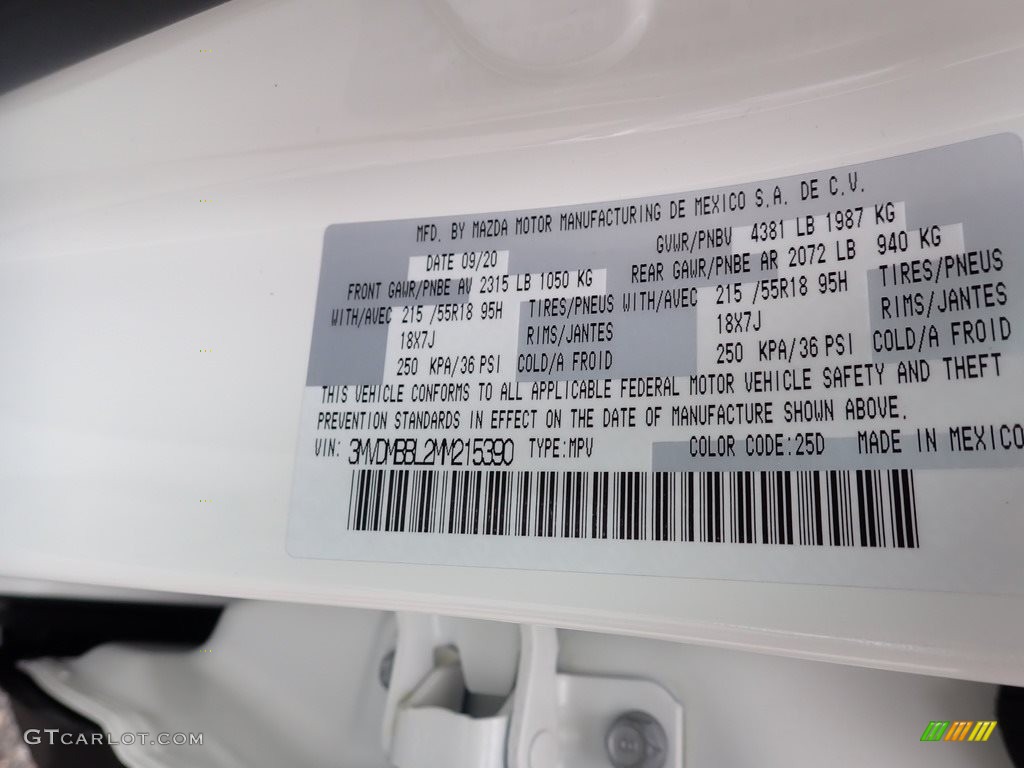 MFD. BY MAZDA MOTOR MANUFACTURING DE MEXICO S.A. DE C.V.
DATE 09/20 GVWR/PNBV 4381 LB 1987 KG
FRONT GAWR/PNBE AV 2315 LB 1050 KG REAR GAWR/PNBE AR 2072 LB 940 KG
WITH/AVEC 215 /55R18 95H TIRES/PNEUS WITH/AVEC 215 /55R18 95H TIRES/PNEUS
18X7J RIMS/JANTES 18X7J RIMS/JANTES
250 KPA/36 PSI COLD/A FROID 250 KPA/36 PSI COLD/A FROID
THIS VEHICLE CONFORMS TO ALL APPLICABLE FEDERAL MOTOR VEHICLE SAFETY AND THEFT
PREVENTION STANDARDS IN EFFECT ON THE DATE OF MANUFACTURE SHOWN ABOVE.
VIN: 3MVDMBBL2MM215390 TYPE:MPV COLOR CODE:25D MADE IN MEXICO
GTCARLOT.COM